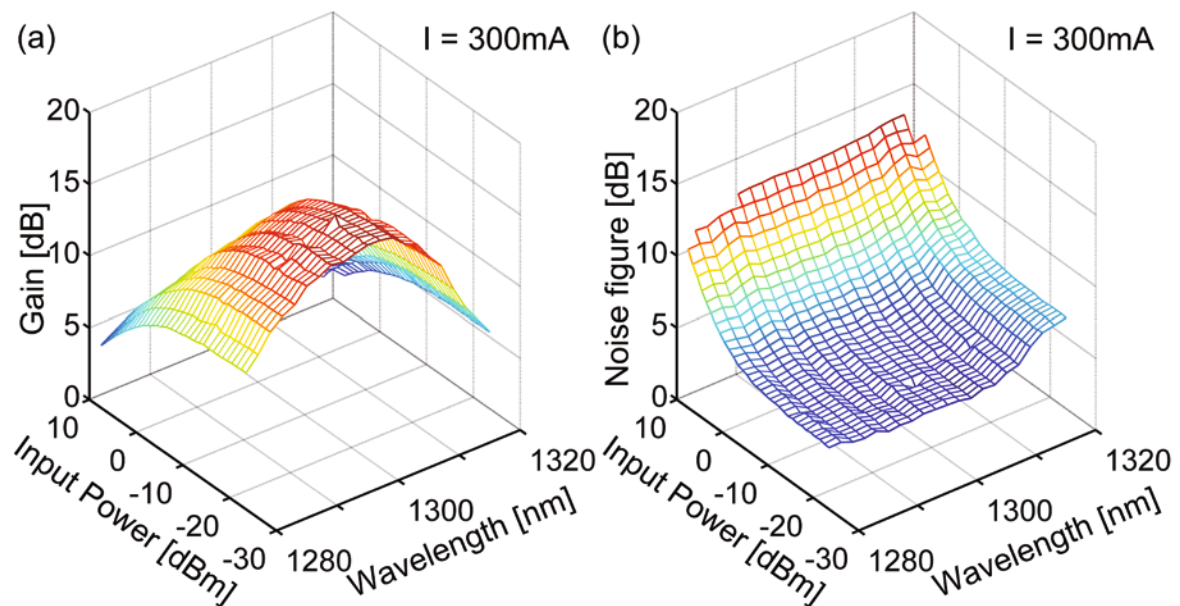 (a)
I = 300mA
Gain [dB]
20
15
10
5
0
Input Power [dBm]
10
0
-10
-20
-30
Wavelength [nm]
1280
1300
1320
(b)
I = 300mA
Noise figure [dB]
20
15
10
5
0
Input Power [dBm]
10
0
-10
-20
-30
Wavelength [nm]
1280
1300
1320